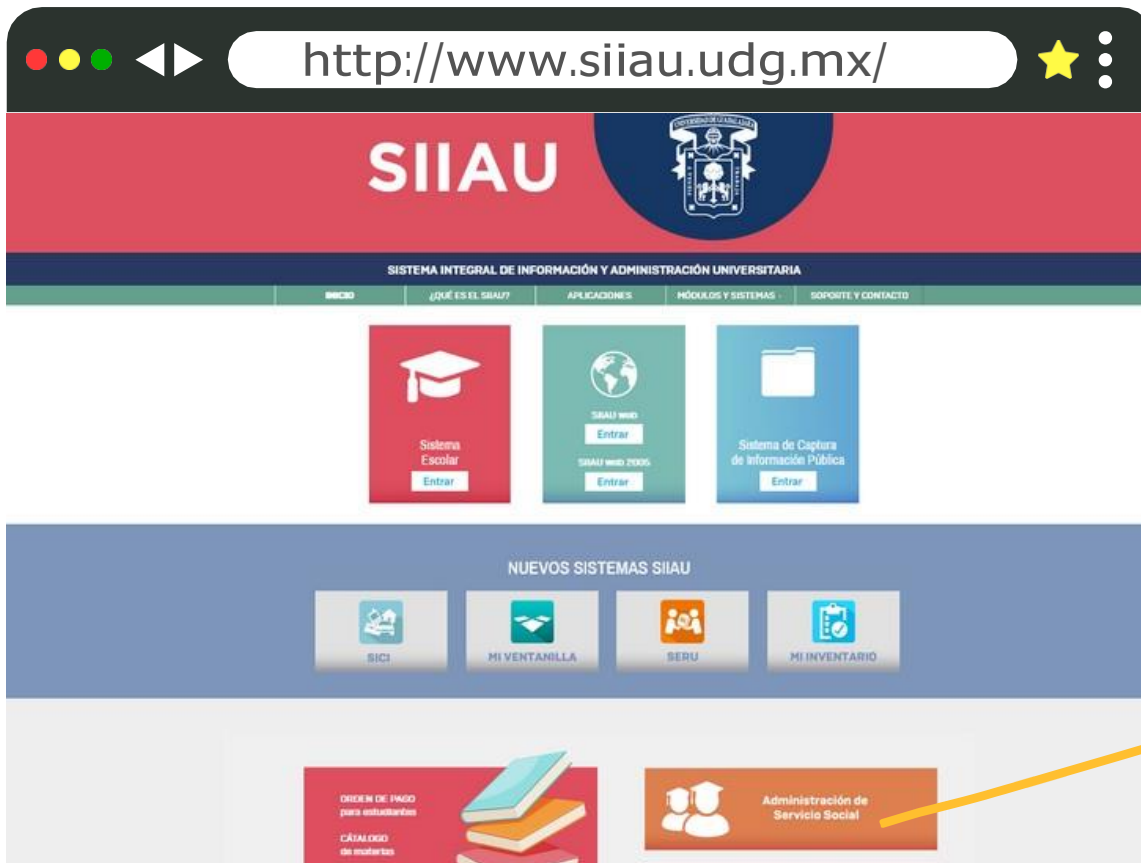 http://www.siiau.udg.mx/
SIIAU
SISTEMA INTEGRAL DE INFORMACIÓN Y ADMINISTRACIÓN UNIVERSITARIA
INICIO
¿QUÉ ES EL SIIAU?
APLICACIONES
MÓDULOS Y SISTEMAS
SOPORTE Y CONTACTO
Sistema
Escolar
Entrar
SIIAU web
Entrar
SIIAU web 2005
Entrar
Sistema de Captura
de Información Pública
Entrar
NUEVOS SISTEMAS SIIAU
SICI
MI VENTANILLA
SERU
MI INVENTARIO
ORDEN DE PAGO
para estudiantes
CÁTALOGO
de materias
Administración de
Servicio Social